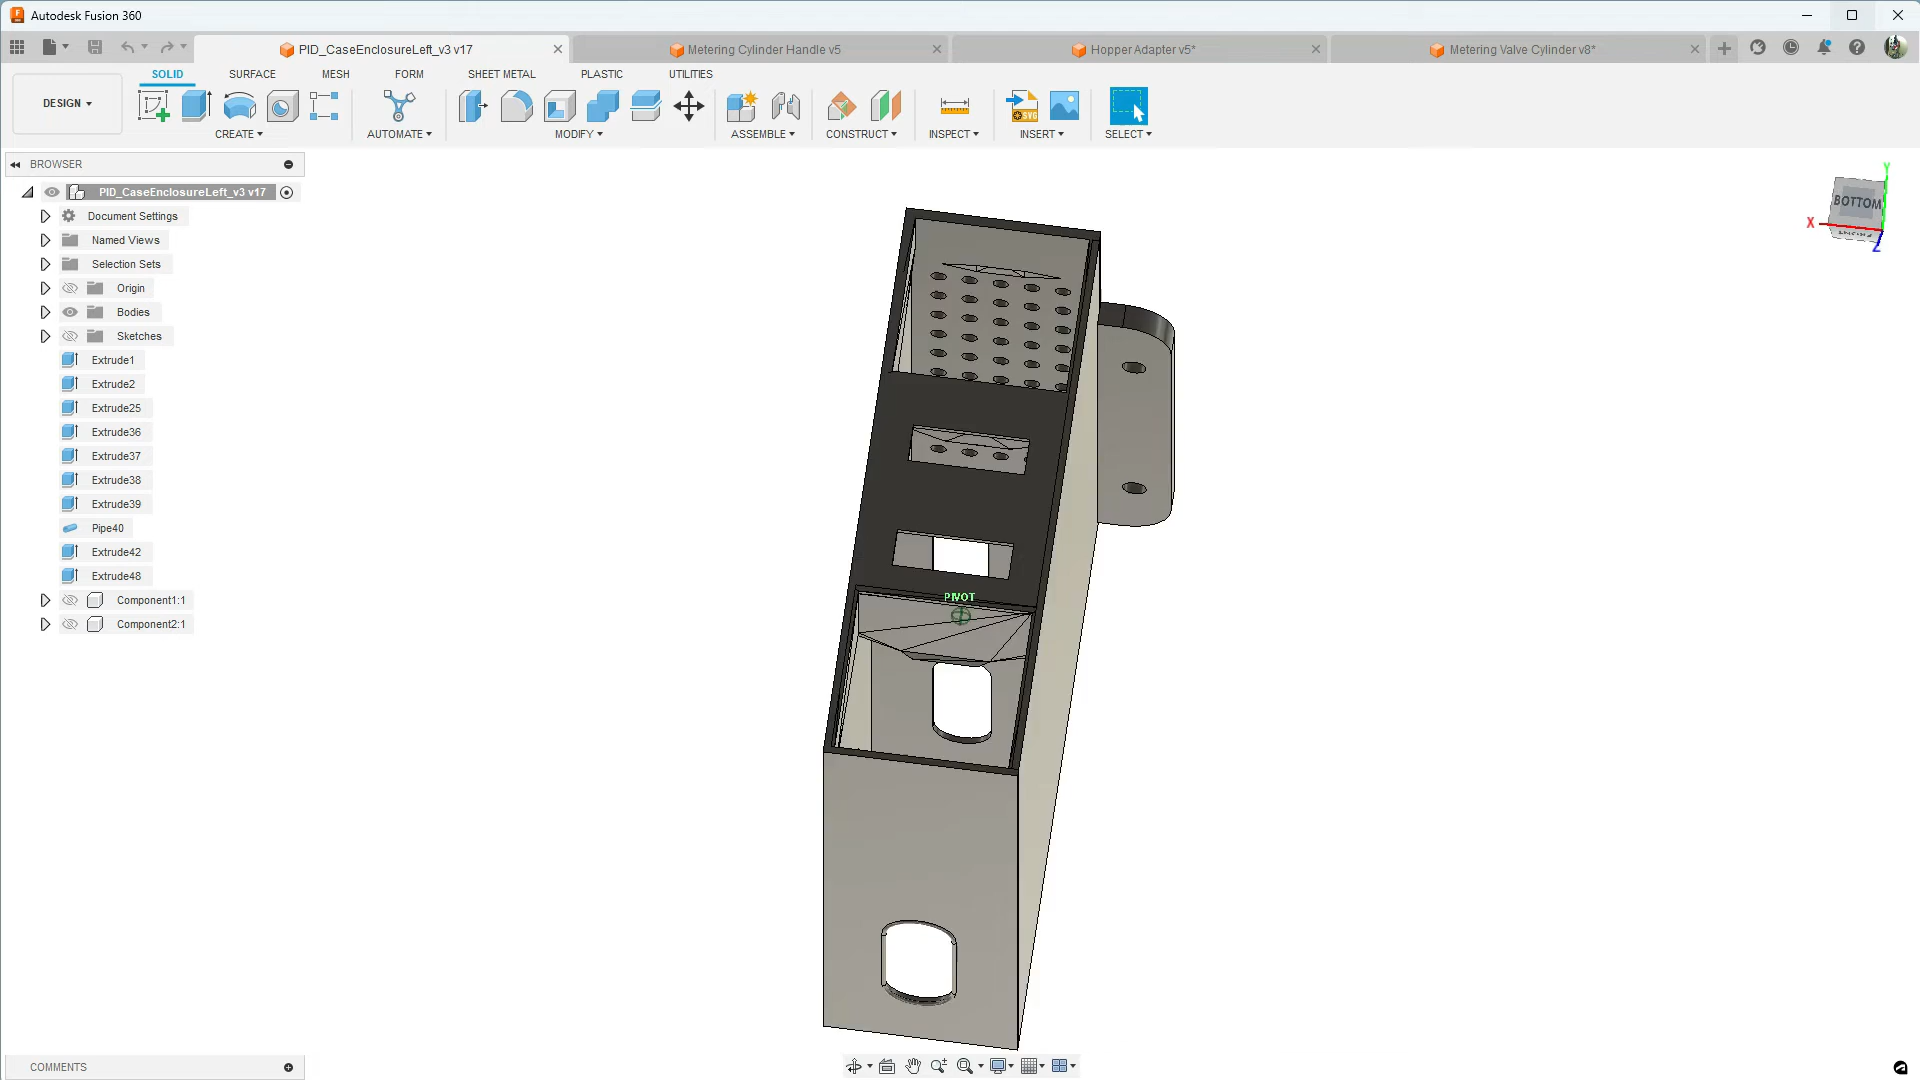 Autodesk Fusion 360
PID_CaseEnclosureLeft_v3 v17
Metering Cylinder Handle v5
Hopper Adapter v5*
Metering Valve Cylinder v8*
SOLID
SURFACE
MESH
FORM
SHEET METAL
PLASTIC
UTILITIES
DESIGN
SVG
CREATE
AUTOMATE
MODIFY
ASSEMBLE
CONSTRUCT
INSPECT
INSERT
SELECT
BROWSER
PID_CaseEnclosureLeft_v3 v17
Document Settings
Named Views
Selection Sets
Origin
Bodies
Sketches
Extrude1
Extrude2
Extrude25
Extrude36
Extrude37
Extrude38
Extrude39
Pipe40
Extrude42
Extrude48
Component1:1
Component2:1
Y
BOTTOM
X
Z
PIVOT
COMMENTS